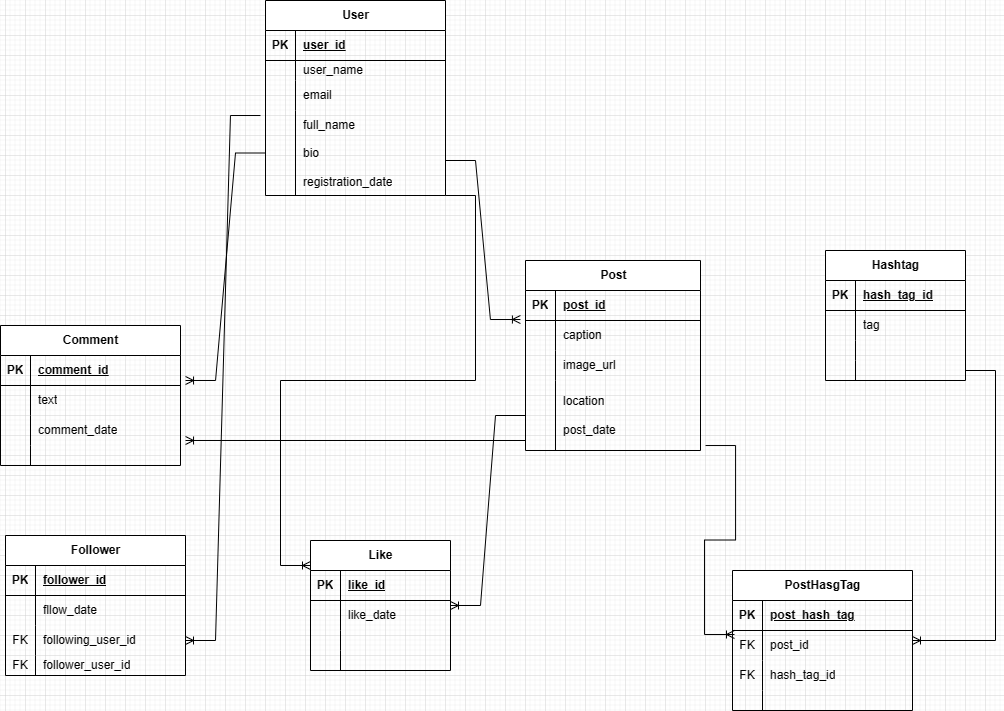 User
PK user_id
user_name
email
full_name
bio
registration_date
Post
PK post_id
caption
image_url
location
post_date
Hashtag
PK hash_tag_id
tag
Comment
PK comment_id
text
comment_date
Follower
PK follower_id
fllow_date
FK following_user_id
FK follower_user_id
Like
PK like_id
like_date
PostHasgTag
PK post_hash_tag
FK post_id
FK hash_tag_id